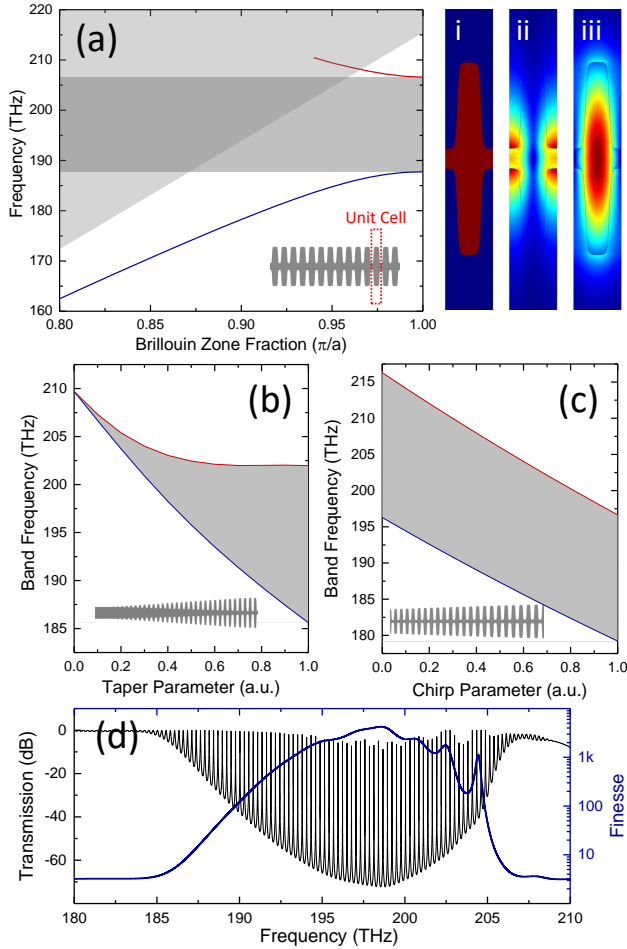 (a)
i
ii
iii
220
210
200
190
180
170
160
Frequency (THz)
Unit Cell
0.80
0.85
0.90
0.95
1.00
Brillouin Zone Fraction (π/a)
(b)
210
205
200
195
190
185
Band Frequency (THz)
0.0
0.2
0.4
0.6
0.8
1.0
Taper Parameter (a.u.)
(c)
215
210
205
200
195
190
185
180
Band Frequency (THz)
0.0
0.2
0.4
0.6
0.8
1.0
Chirp Parameter (a.u.)
(d)
0
-20
-40
-60
Transmission (dB)
1k
100
10
Finesse
180
185
190
195
200
205
210
Frequency (THz)